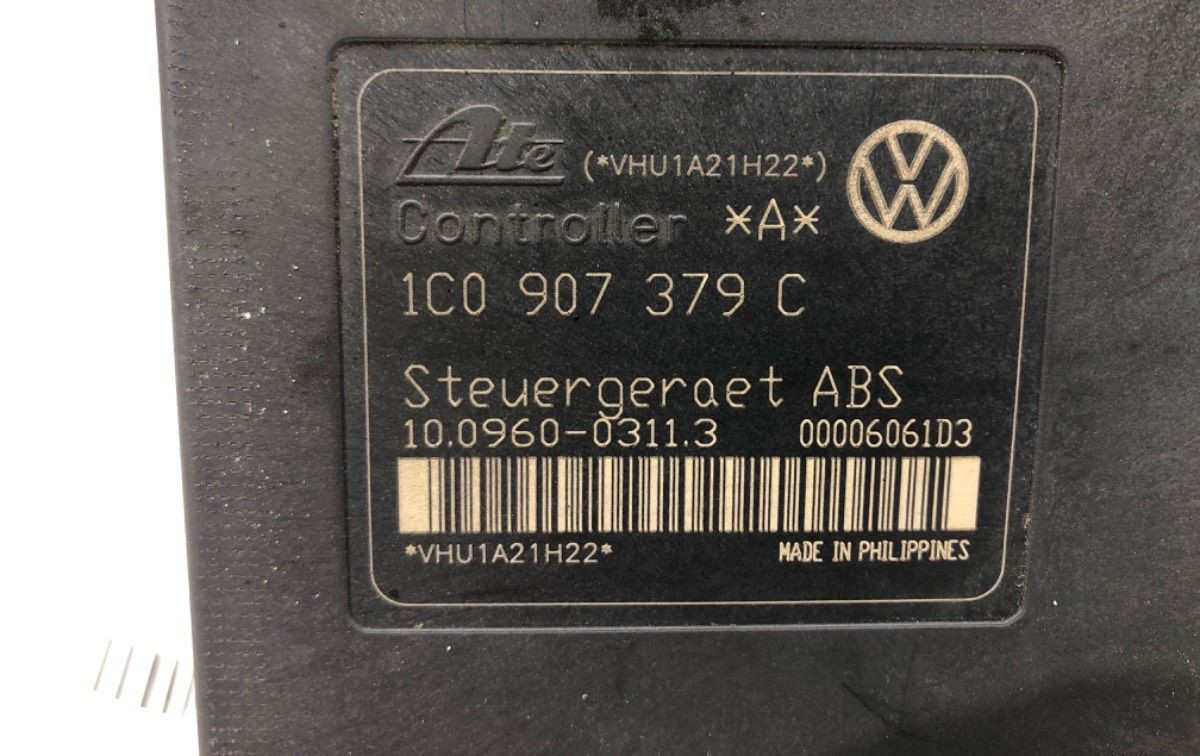 Ate (*VHU1A21H22*)
Controller *A*
1C0 907 379 C
Steuergeraet ABS
10.0960-0311.3 00006061D3
*VHU1A21H22* MADE IN PHILIPPINES